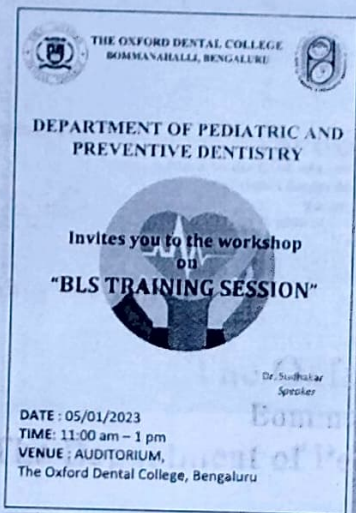 THE OXFORD DENTAL COLLEGE
BOMMANAHALLI, BENGALURU
DEPARTMENT OF PEDIATRIC AND
PREVENTIVE DENTISTRY
Invites you to the workshop
on
"BLS TRAINING SESSION"
Dr. Sudhakar
Speaker
DATE : 05/01/2023
TIME: 11:00 am – 1 pm
VENUE : AUDITORIUM,
The Oxford Dental College, Bengaluru